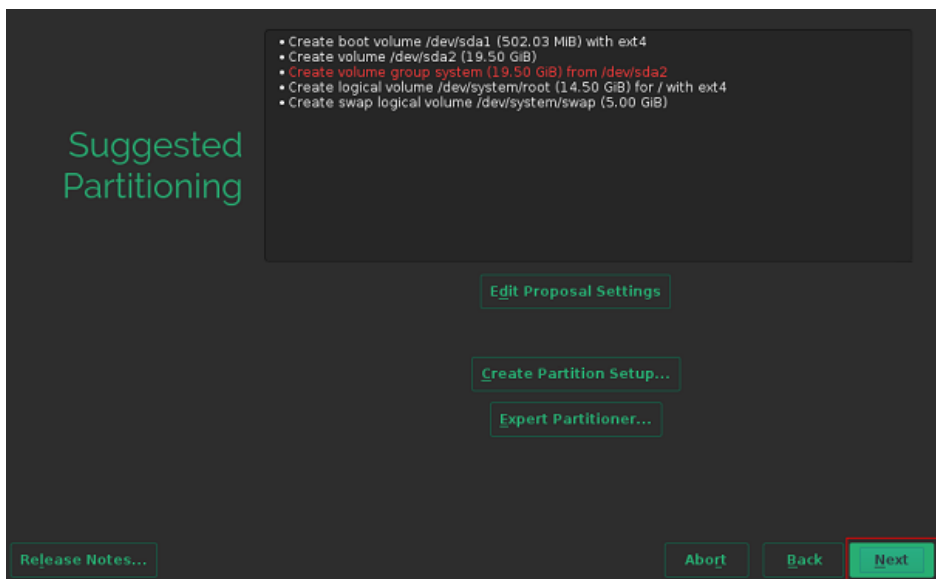 • Create boot volume /dev/sda1 (502.03 MiB) with ext4
• Create volume /dev/sda2 (19.50 GiB)
• Create volume group system (19.50 GiB) from /dev/sda2
• Create logical volume /dev/system/root (14.50 GiB) for / with ext4
• Create swap logical volume /dev/system/swap (5.00 GiB)
Suggested
Partitioning
Edit Proposal Settings
Create Partition Setup...
Expert Partitioner...
Release Notes...
Abort
Back
Next